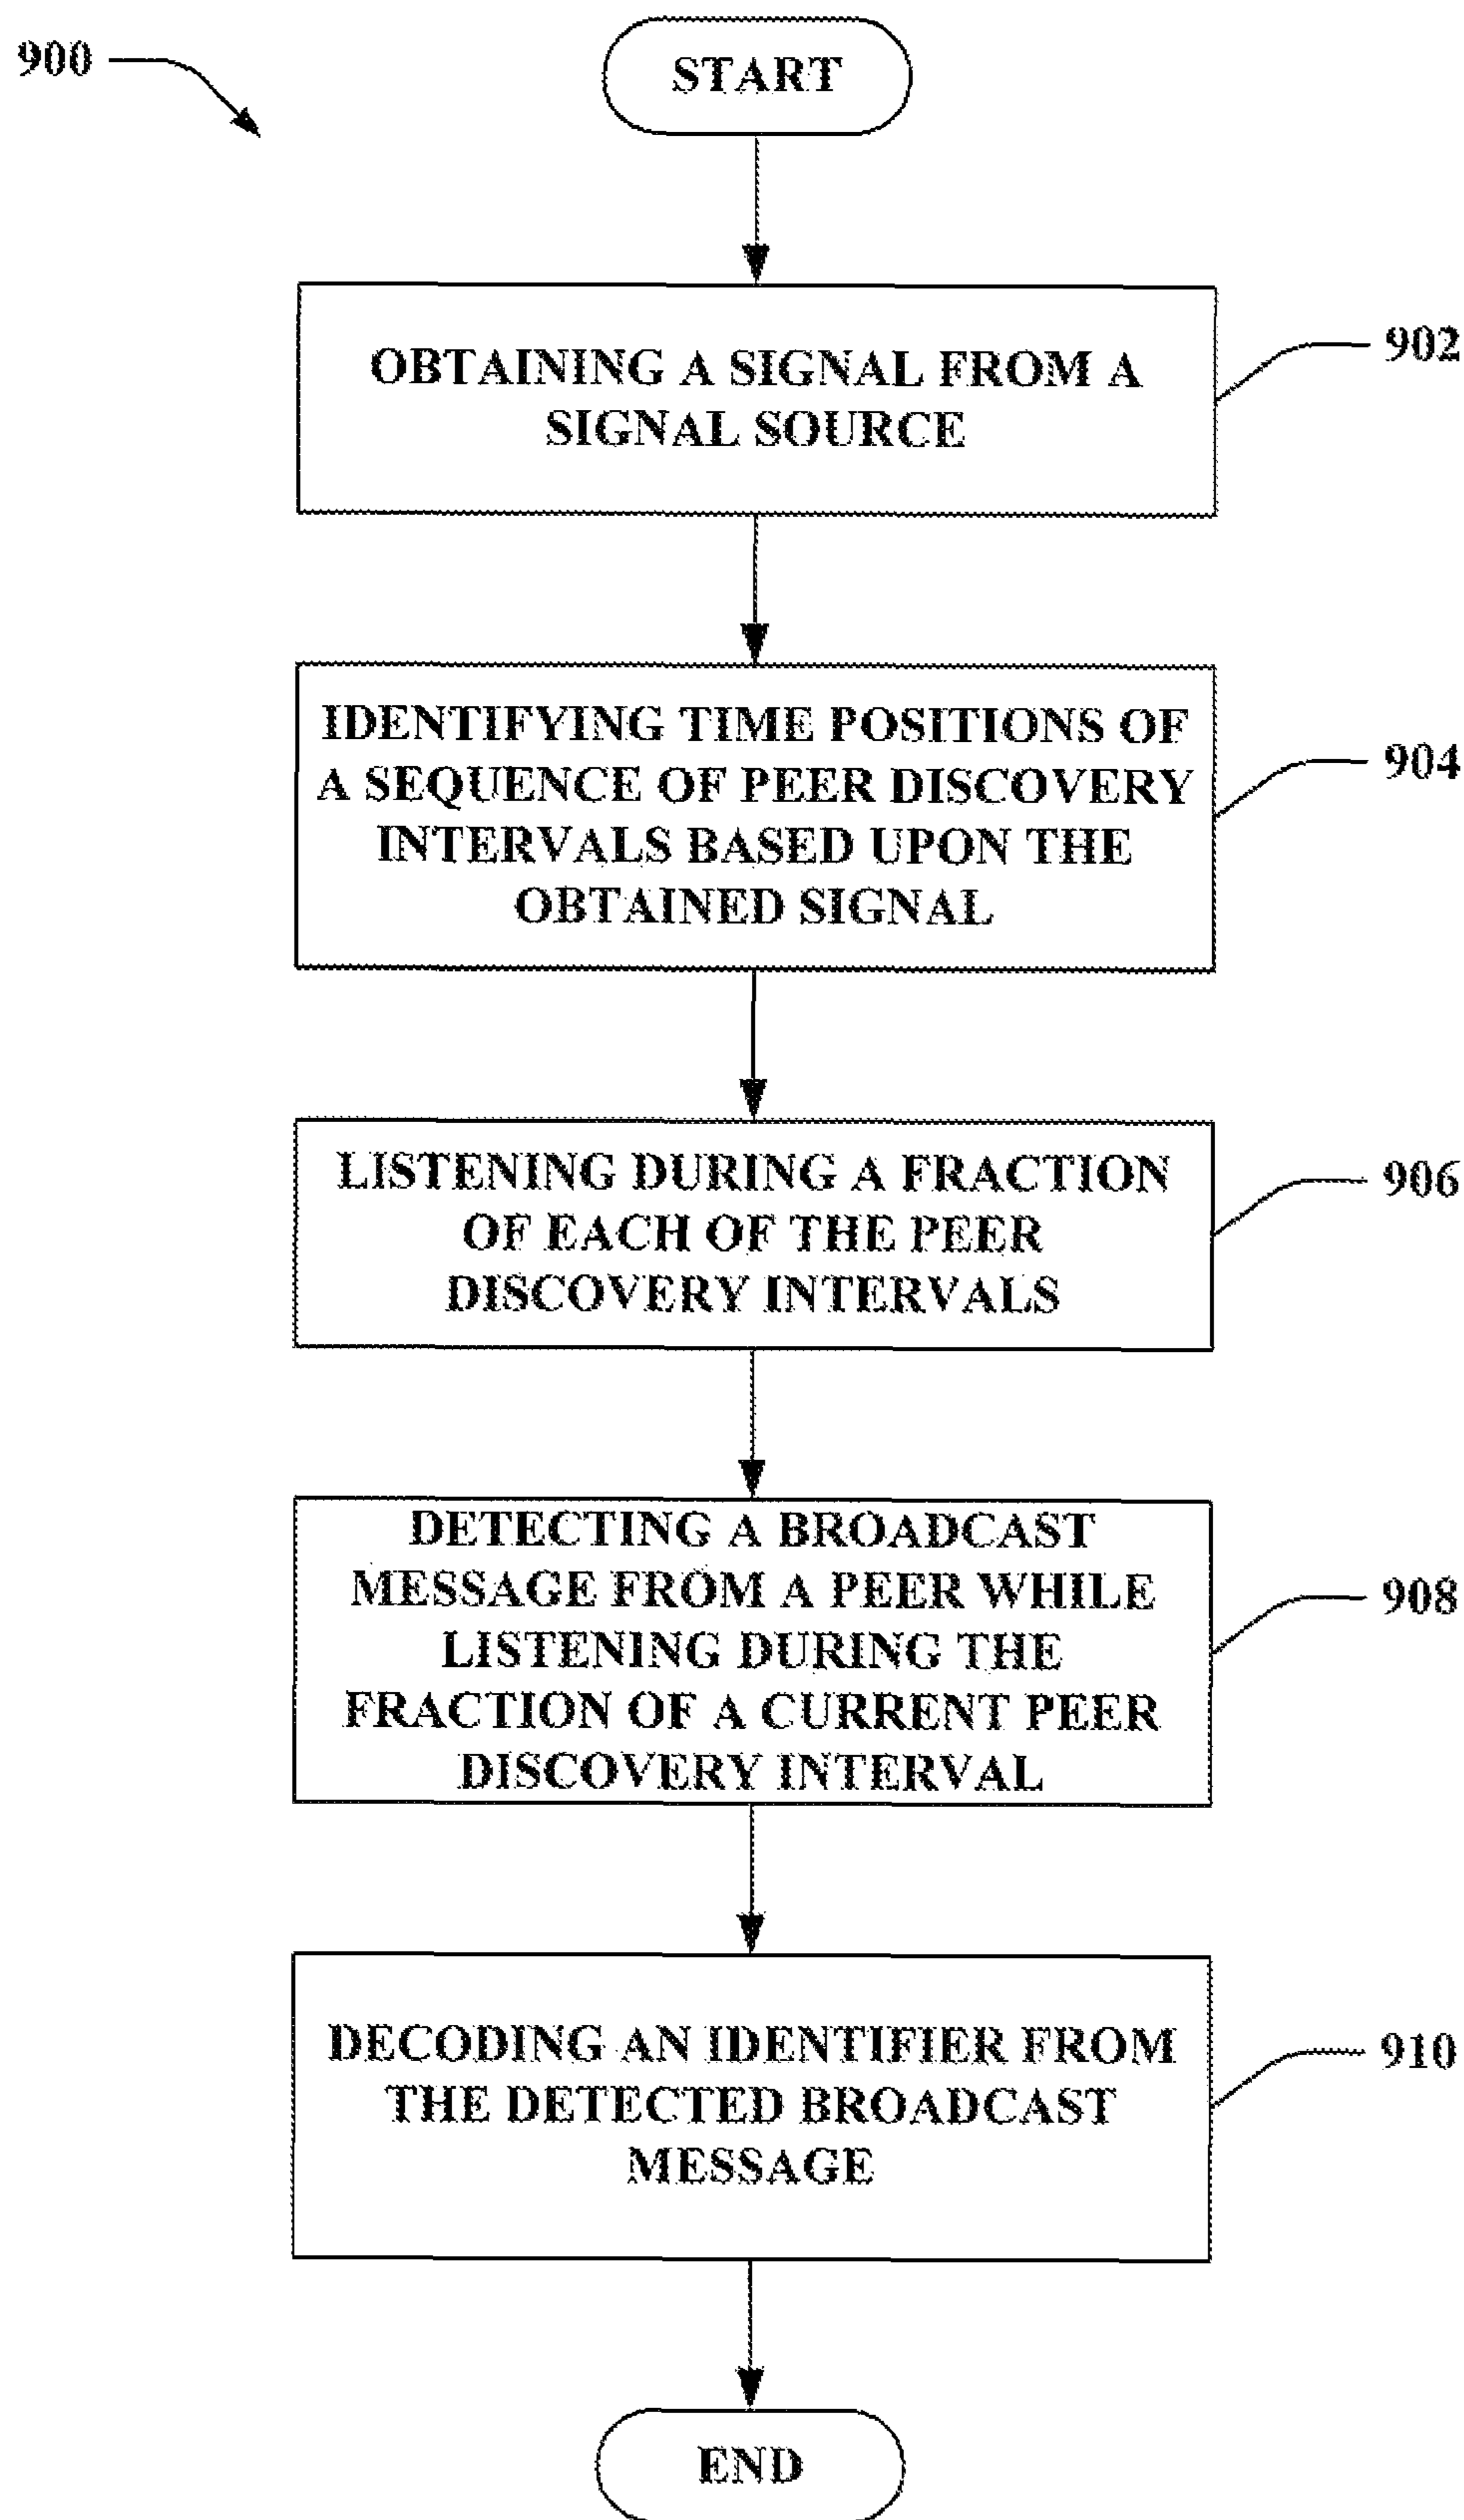 900
START
OBTAINING A SIGNAL FROM A
SIGNAL SOURCE
902
IDENTIFYING TIME POSITIONS OF
A SEQUENCE OF PEER DISCOVERY
INTERVALS BASED UPON THE
OBTAINED SIGNAL
904
LISTENING DURING A FRACTION
OF EACH OF THE PEER
DISCOVERY INTERVALS
906
DETECTING A BROADCAST
MESSAGE FROM A PEER WHILE
LISTENING DURING THE
FRACTION OF A CURRENT PEER
DISCOVERY INTERVAL
908
DECODING AN IDENTIFIER FROM
THE DETECTED BROADCAST
MESSAGE
910
END